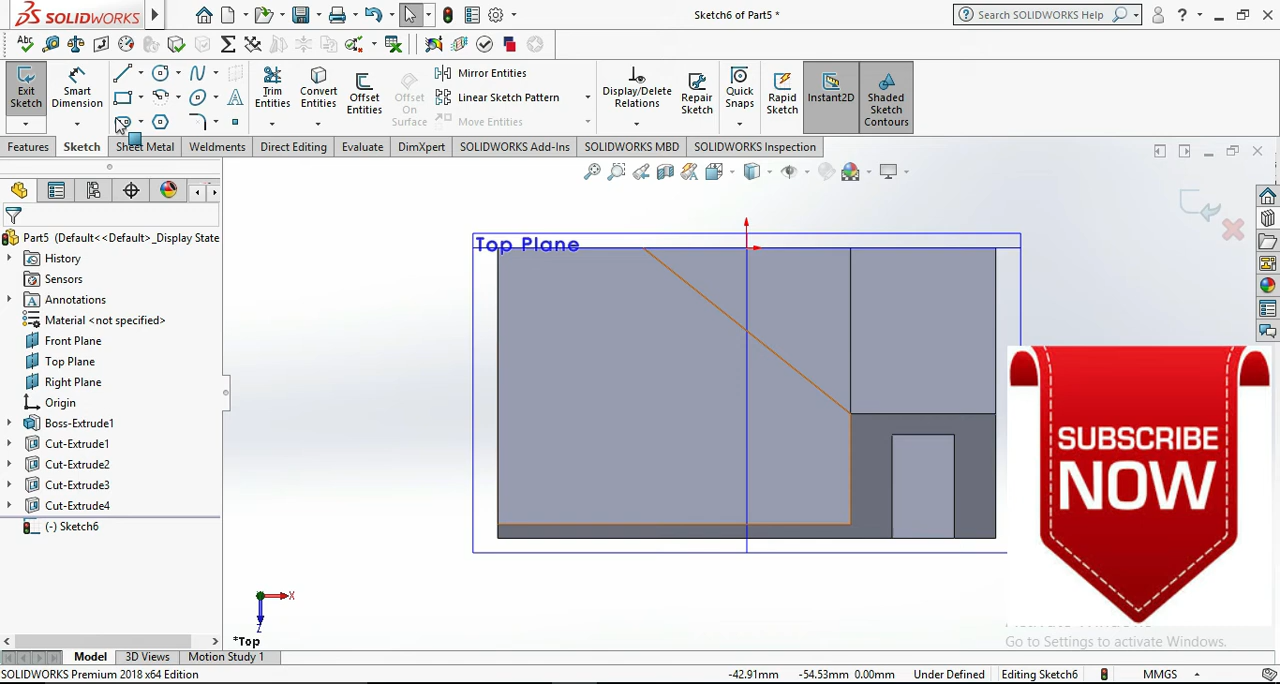 SOLIDWORKS
Sketch6 of Part5 *
Search SOLIDWORKS Help
Exit Sketch
Smart Dimension
Trim Entities
Convert Entities
Offset Entities
Offset On Surface
Mirror Entities
Linear Sketch Pattern
Move Entities
Display/Delete Relations
Repair Sketch
Quick Snaps
Rapid Sketch
Instant2D
Shaded Sketch Contours
Features
Sketch
Sheet Metal
Weldments
Direct Editing
Evaluate
DimXpert
SOLIDWORKS Add-Ins
SOLIDWORKS MBD
SOLIDWORKS Inspection
Part5 (Default<<Default>_Display State
History
Sensors
Annotations
Material <not specified>
Front Plane
Top Plane
Right Plane
Origin
Boss-Extrude1
Cut-Extrude1
Cut-Extrude2
Cut-Extrude3
Cut-Extrude4
(-) Sketch6
Top Plane
SUBSCRIBE
NOW
X
Z
*Top
Go to Settings to activate Windows.
Model
3D Views
Motion Study 1
SOLIDWORKS Premium 2018 x64 Edition
-42.91mm
-54.53mm
0.00mm
Under Defined
Editing Sketch6
MMGS